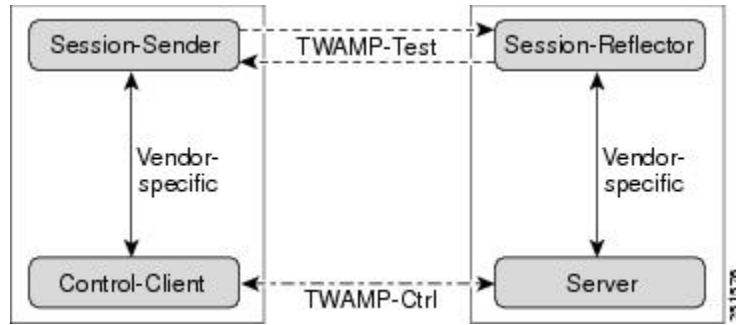 Session-Sender
TWAMP-Test
Session-Reflector
Vendor-
specific
Vendor-
specific
Control-Client
TWAMP-Ctrl
Server